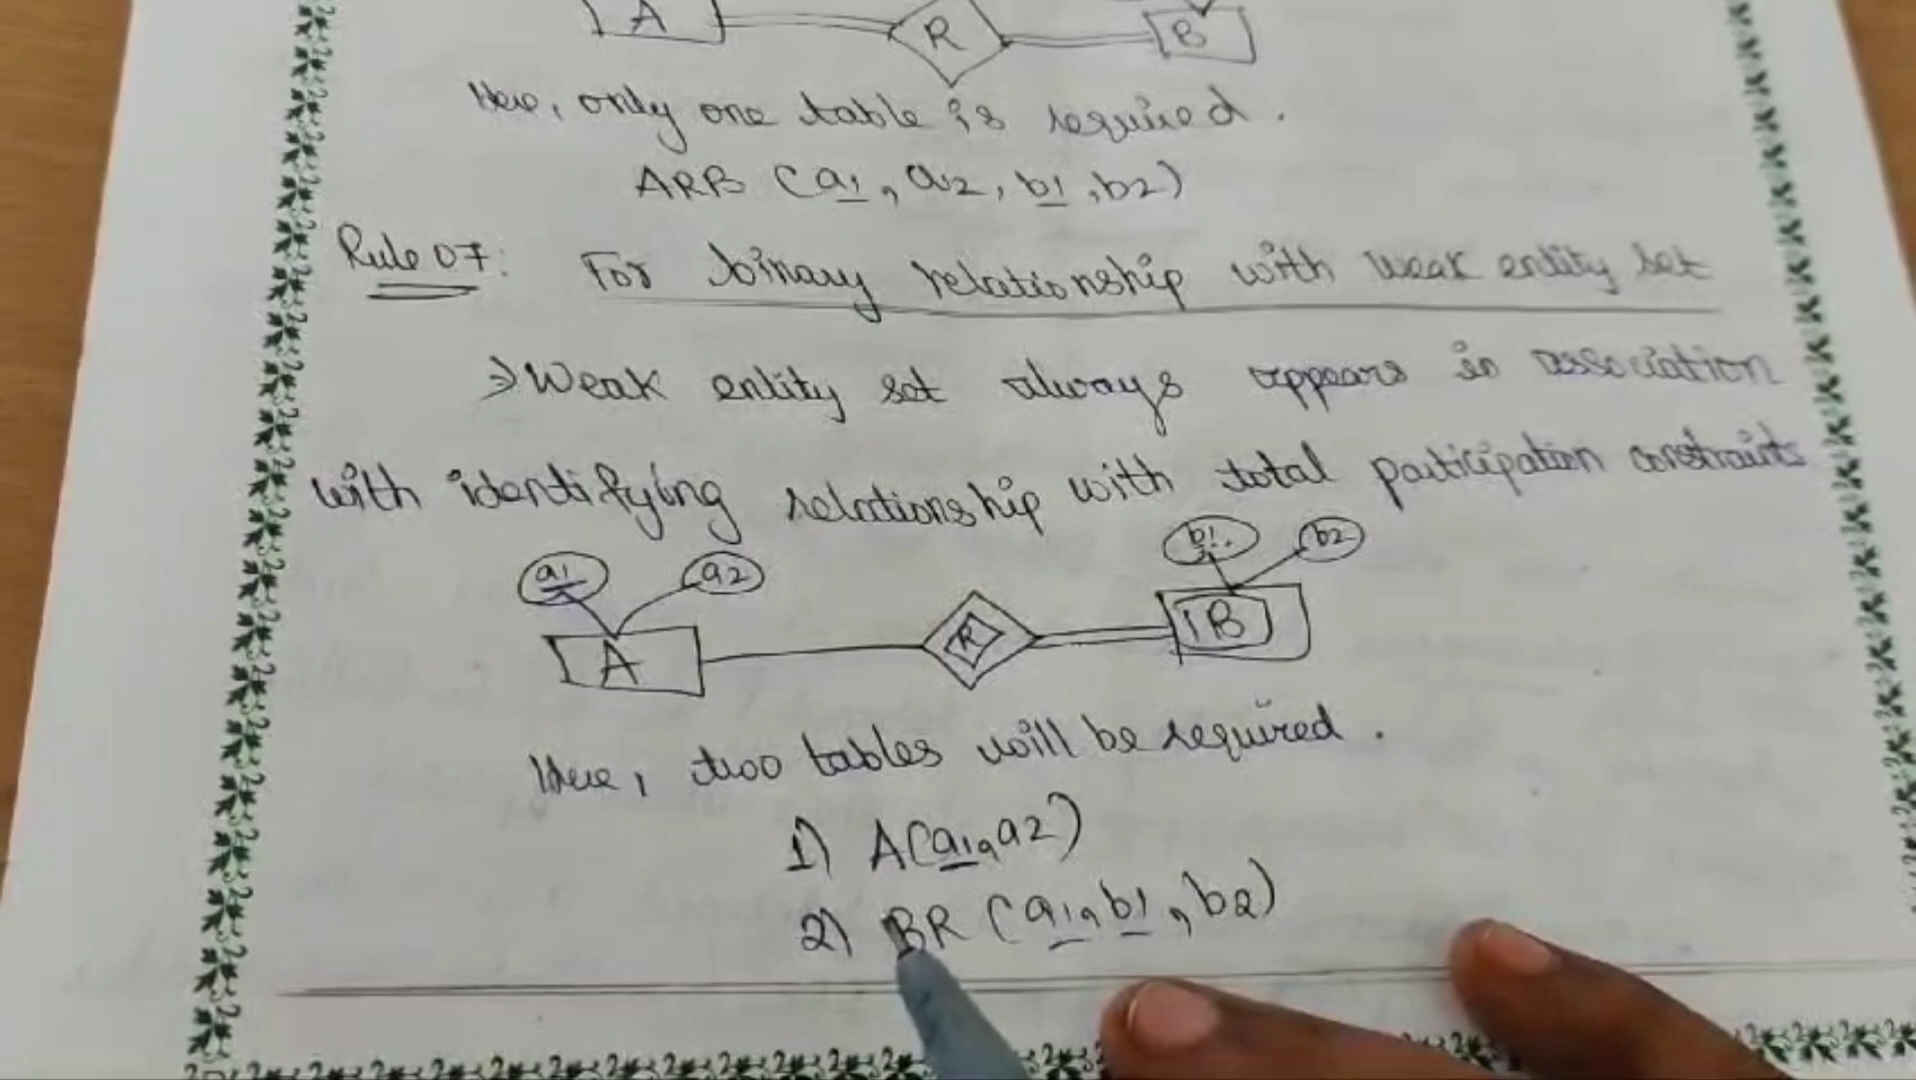 A R B
Here, only one table is required.
ARB (a1, a2, b1, b2)
Rule 07: For binary relationship with weak entity set
⇒ Weak entity set always appears in association
with identifying relationship with total participation constraints
a1 a2 b1 b2
A R B
Here, two tables will be required.
1) A(a1, a2)
2) BR (a1, b1, b2)